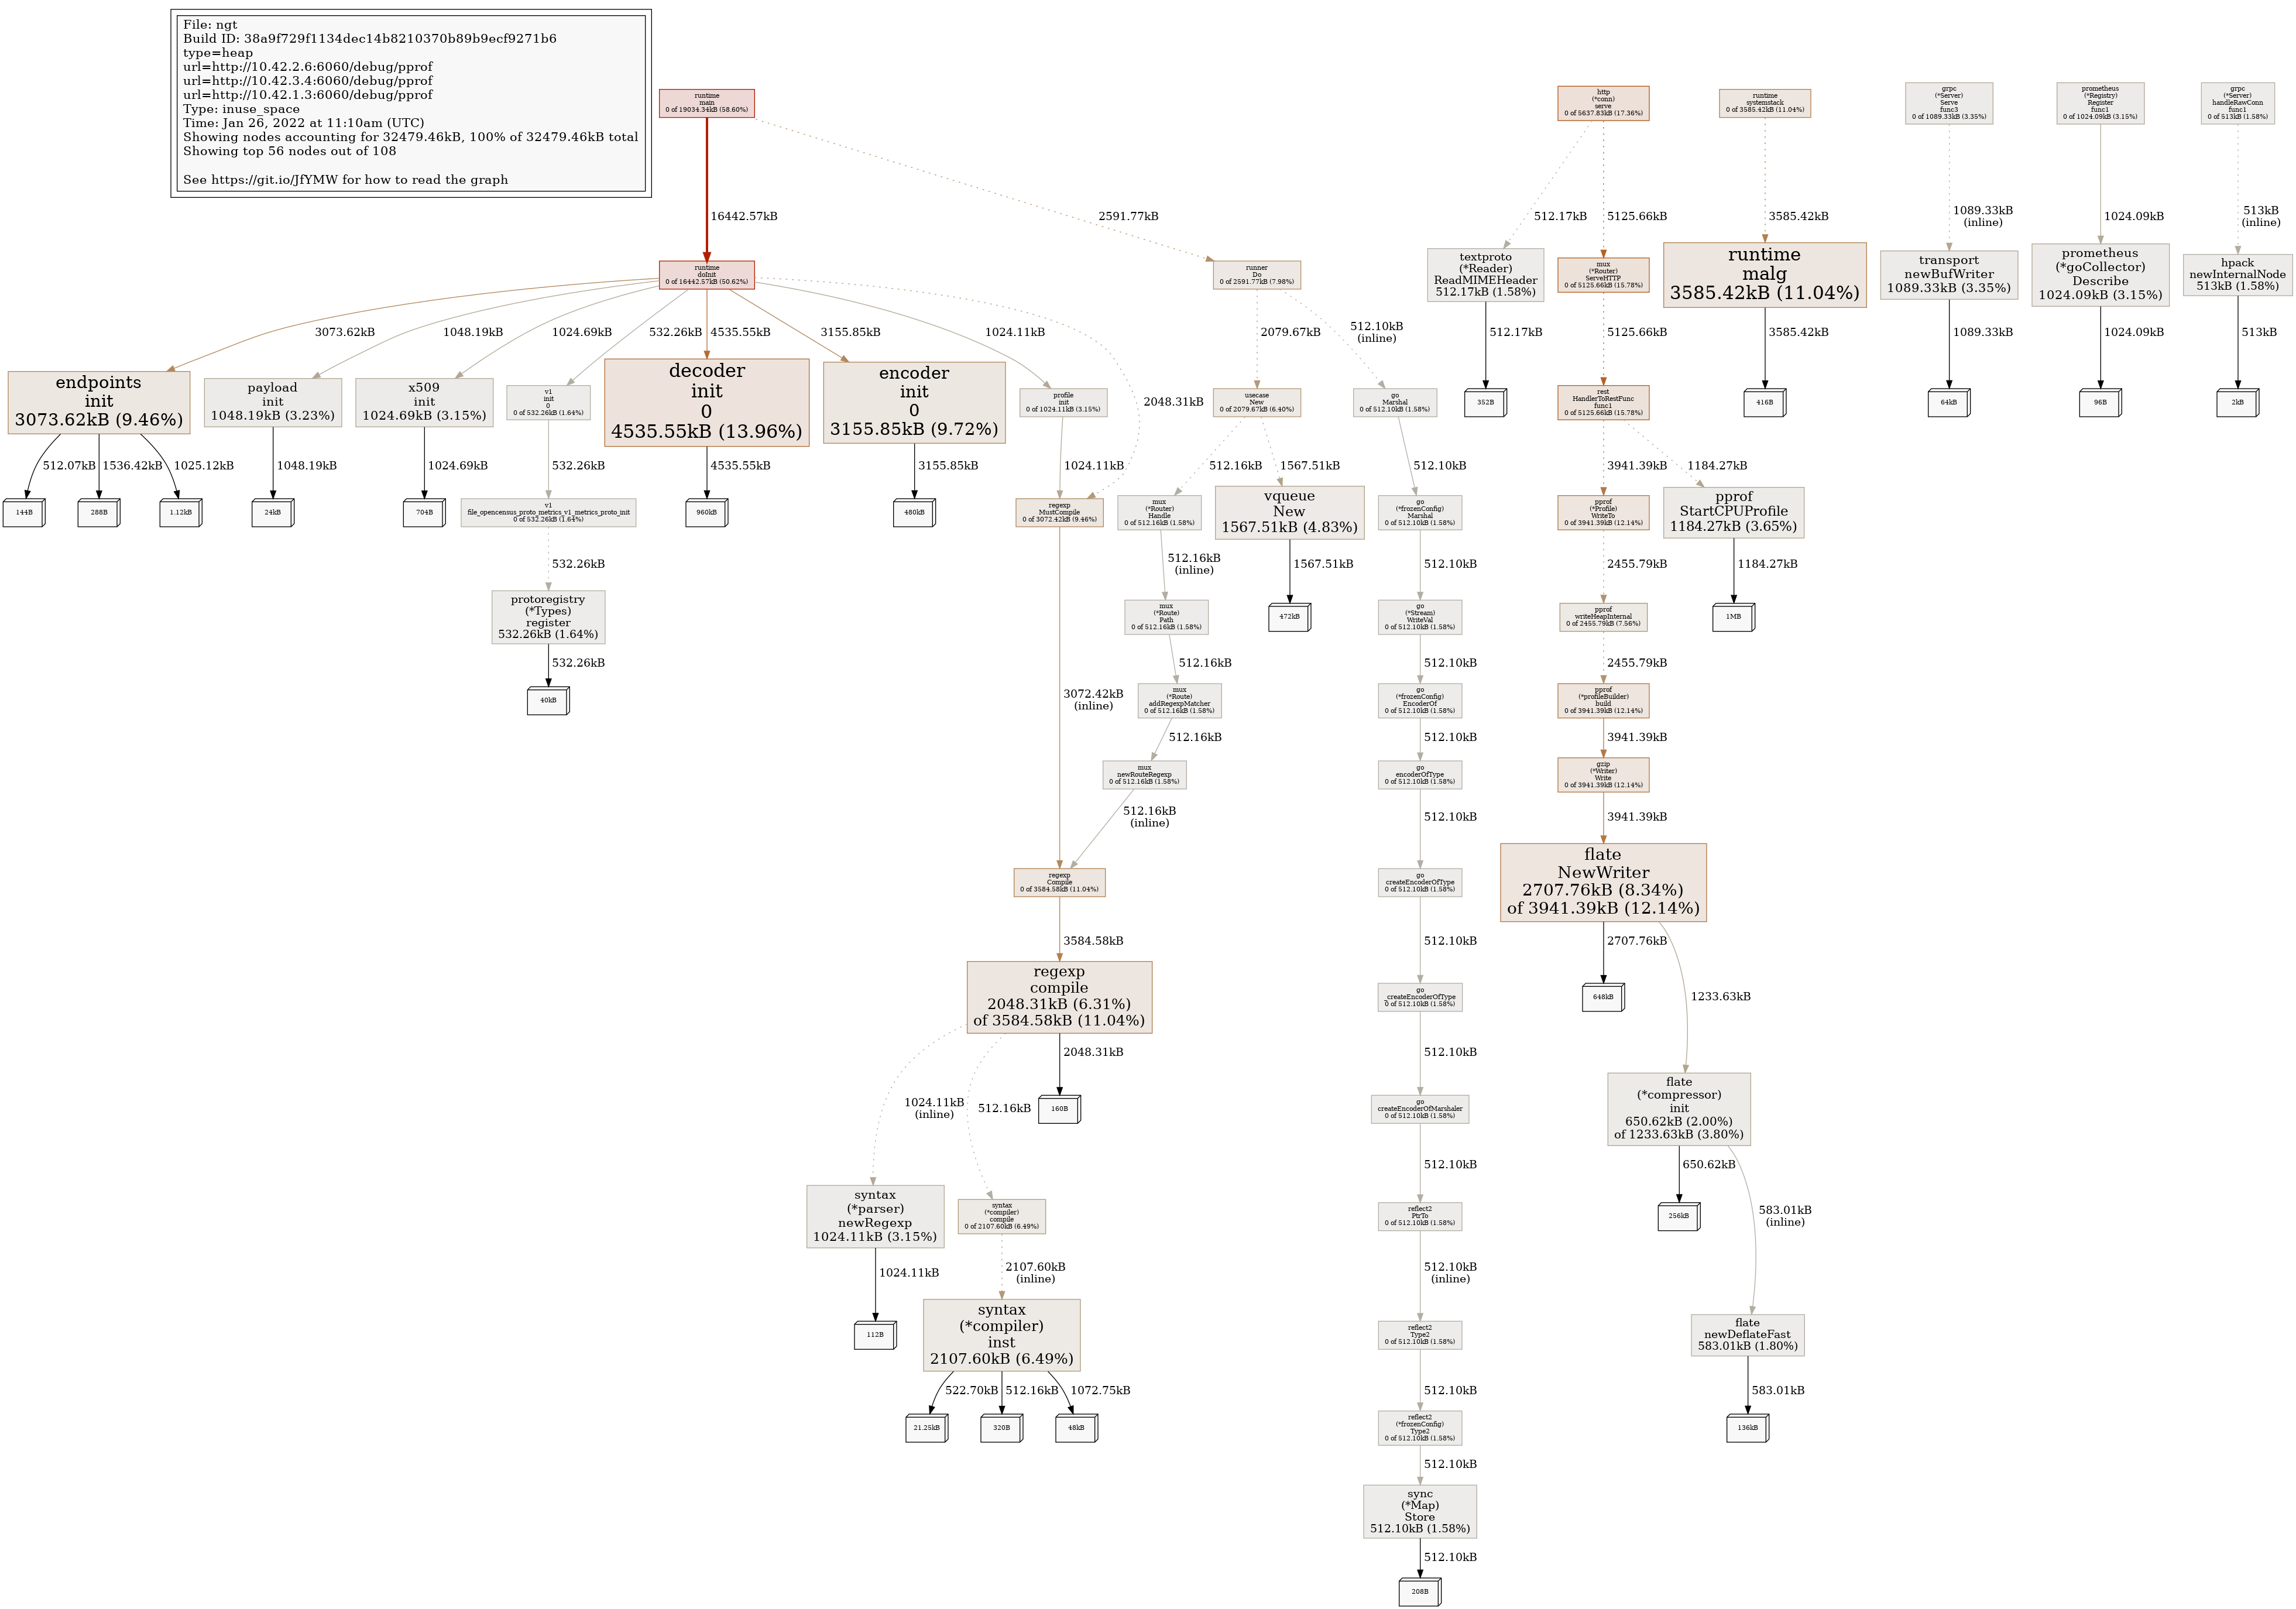 File: ngt
Build ID: 38a9f729f1134dec14b8210370b89b9ecf9271b6
type=heap
url=http://10.42.2.6:6060/debug/pprof
url=http://10.42.3.4:6060/debug/pprof
url=http://10.42.1.3:6060/debug/pprof
Type: inuse_space
Time: Jan 26, 2022 at 11:10am (UTC)
Showing nodes accounting for 32479.46kB, 100% of 32479.46kB total
Showing top 56 nodes out of 108
See https://git.io/JfYMW for how to read the graph
runtime
main
0 of 19034.34kB (58.60%)
http
(*conn)
serve
0 of 5637.83kB (17.36%)
runtime
systemstack
0 of 3585.42kB (11.04%)
grpc
(*Server)
Serve
func3
0 of 1089.33kB (3.35%)
prometheus
(*Registry)
Register
func1
0 of 1024.09kB (3.15%)
grpc
(*Server)
handleRawConn
func1
0 of 513kB (1.58%)
16442.57kB
2591.77kB
512.17kB
5125.66kB
3585.42kB
1089.33kB
(inline)
1024.09kB
513kB
(inline)
runtime
doInit
0 of 16442.57kB (50.62%)
runner
Do
0 of 2591.77kB (7.98%)
textproto
(*Reader)
ReadMIMEHeader
512.17kB (1.58%)
mux
(*Router)
ServeHTTP
0 of 5125.66kB (15.78%)
runtime
malg
3585.42kB (11.04%)
transport
newBufWriter
1089.33kB (3.35%)
prometheus
(*goCollector)
Describe
1024.09kB (3.15%)
hpack
newInternalNode
513kB (1.58%)
3073.62kB
1048.19kB
1024.69kB
532.26kB
4535.55kB
3155.85kB
1024.11kB
2048.31kB
2079.67kB
512.10kB
(inline)
512.17kB
5125.66kB
3585.42kB
1089.33kB
1024.09kB
513kB
endpoints
init
3073.62kB (9.46%)
payload
init
1048.19kB (3.23%)
x509
init
1024.69kB (3.15%)
v1
init
0
0 of 532.26kB (1.64%)
decoder
init
0
4535.55kB (13.96%)
encoder
init
0
3155.85kB (9.72%)
profile
init
0 of 1024.11kB (3.15%)
usecase
New
0 of 2079.67kB (6.40%)
go
Marshal
0 of 512.10kB (1.58%)
352B
rest
HandlerToRestFunc
func1
0 of 5125.66kB (15.78%)
416B
64kB
96B
2kB
512.07kB
1536.42kB
1025.12kB
1048.19kB
1024.69kB
532.26kB
4535.55kB
3155.85kB
1024.11kB
512.16kB
1567.51kB
512.10kB
3941.39kB
1184.27kB
144B
288B
1.12kB
24kB
704B
v1
file_opencensus_proto_metrics_v1_metrics_proto_init
0 of 532.26kB (1.64%)
960kB
480kB
regexp
MustCompile
0 of 3072.42kB (9.46%)
mux
(*Router)
Handle
0 of 512.16kB (1.58%)
vqueue
New
1567.51kB (4.83%)
go
(*frozenConfig)
Marshal
0 of 512.10kB (1.58%)
pprof
(*Profile)
WriteTo
0 of 3941.39kB (12.14%)
pprof
StartCPUProfile
1184.27kB (3.65%)
532.26kB
512.16kB
(inline)
1567.51kB
512.10kB
2455.79kB
1184.27kB
protoregistry
(*Types)
register
532.26kB (1.64%)
mux
(*Route)
Path
0 of 512.16kB (1.58%)
472kB
go
(*Stream)
WriteVal
0 of 512.10kB (1.58%)
pprof
writeHeapInternal
0 of 2455.79kB (7.56%)
1MB
532.26kB
3072.42kB
(inline)
512.16kB
512.10kB
2455.79kB
40kB
mux
(*Route)
addRegexpMatcher
0 of 512.16kB (1.58%)
go
(*frozenConfig)
EncoderOf
0 of 512.10kB (1.58%)
pprof
(*profileBuilder)
build
0 of 3941.39kB (12.14%)
512.16kB
512.10kB
3941.39kB
mux
newRouteRegexp
0 of 512.16kB (1.58%)
go
encoderOfType
0 of 512.10kB (1.58%)
gzip
(*Writer)
Write
0 of 3941.39kB (12.14%)
512.16kB
(inline)
512.10kB
3941.39kB
regexp
Compile
0 of 3584.58kB (11.04%)
go
createEncoderOfType
0 of 512.10kB (1.58%)
flate
NewWriter
2707.76kB (8.34%)
of 3941.39kB (12.14%)
3584.58kB
512.10kB
2707.76kB
1233.63kB
regexp
compile
2048.31kB (6.31%)
of 3584.58kB (11.04%)
go
_createEncoderOfType
0 of 512.10kB (1.58%)
648kB
1024.11kB
(inline)
512.16kB
2048.31kB
512.10kB
160B
go
createEncoderOfMarshaler
0 of 512.10kB (1.58%)
flate
(*compressor)
init
650.62kB (2.00%)
of 1233.63kB (3.80%)
512.10kB
650.62kB
583.01kB
(inline)
syntax
(*parser)
newRegexp
1024.11kB (3.15%)
syntax
(*compiler)
compile
0 of 2107.60kB (6.49%)
reflect2
PtrTo
0 of 512.10kB (1.58%)
256kB
1024.11kB
2107.60kB
(inline)
512.10kB
(inline)
112B
syntax
(*compiler)
inst
2107.60kB (6.49%)
reflect2
Type2
0 of 512.10kB (1.58%)
flate
newDeflateFast
583.01kB (1.80%)
522.70kB
512.16kB
1072.75kB
512.10kB
583.01kB
21.25kB
320B
48kB
reflect2
(*frozenConfig)
Type2
0 of 512.10kB (1.58%)
136kB
512.10kB
sync
(*Map)
Store
512.10kB (1.58%)
512.10kB
208B